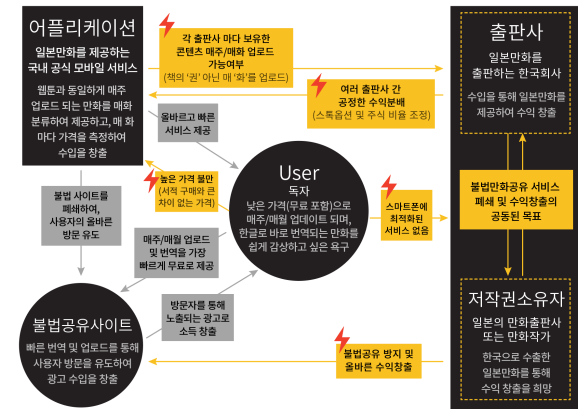 어플리케이션
일본만화를 제공하는
국내 공식 모바일 서비스
웹툰과 동일하게 매주
업로드 되는 만화를 매화
분류하여 제공하고, 매 화
마다 가격을 측정하여
수입을 창출
각 출판사 마다 보유한
콘텐츠 매주/매화 업로드
가능여부
(책의 ‘권’ 아닌 매 ‘화’를 업로드)
여러 출판사 간
공정한 수익분배
(스톡옵션 및 주식 비율 조정)
출판사
일본만화를
출판하는 한국회사
수입을 통해 일본만화를
제공하여 수익 창출
올바르고 빠른
서비스 제공
높은 가격 불만
(서적 구매와 큰
차이 없는 가격)
User
독자
낮은 가격(무료 포함)으로
매주/매월 업데이트 되며,
한글로 바로 번역되는 만화를
쉽게 감상하고 싶은 욕구
스마트폰에
최적화된
서비스 없음
불법만화공유 서비스
폐쇄 및 수익창출의
공동된 목표
불법 사이트를
폐쇄하여,
사용자의 올바른
방문 유도
매주/매월 업로드
및 번역을 가장
빠르게 무료로 제공
방문자를 통해
노출되는 광고로
소득 창출
불법공유사이트
빠른 번역 및 업로드를 통해
사용자 방문을 유도하여
광고 수입을 창출
불법공유 방지 및
올바른 수익창출
저작권소유자
일본의 만화출판사
또는 만화작가
한국으로 수출한
일본만화를 통해
수익 창출을 희망